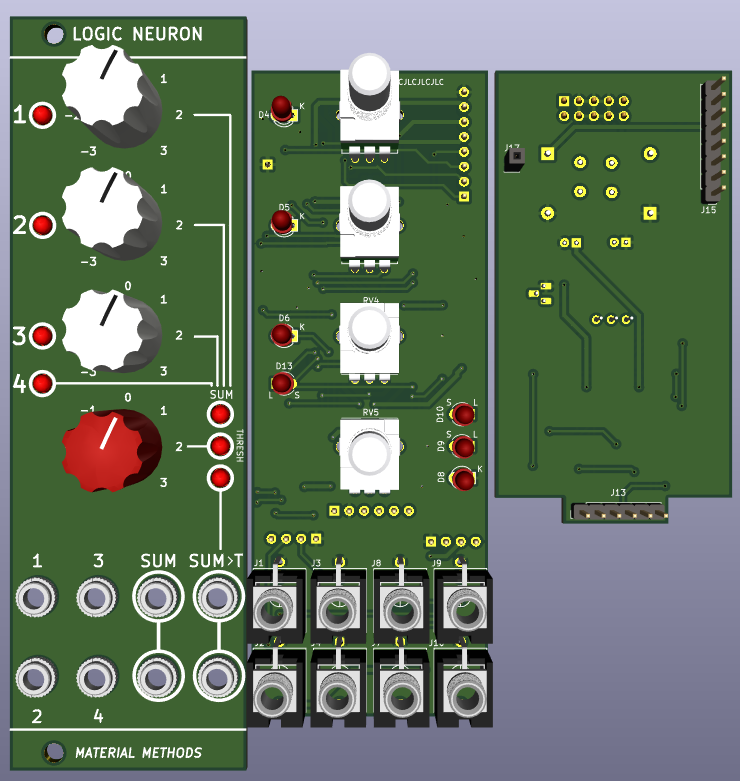 LOGIC NEURON
1
1
2
-3
3
0
1
2
2
-3
3
0
1
3
2
-3
3
4
SUM
0
-1
1
2
THRESH
3
1
3
SUM
SUM>T
2
4
MATERIAL METHODS
D4
K
CJLCJLCJLC
D5
K
RV4
D6
K
D13
L
S
RV5
S
L
D10
S
L
D9
K
D8
J1
J3
J8
J9
J17
J15
J13